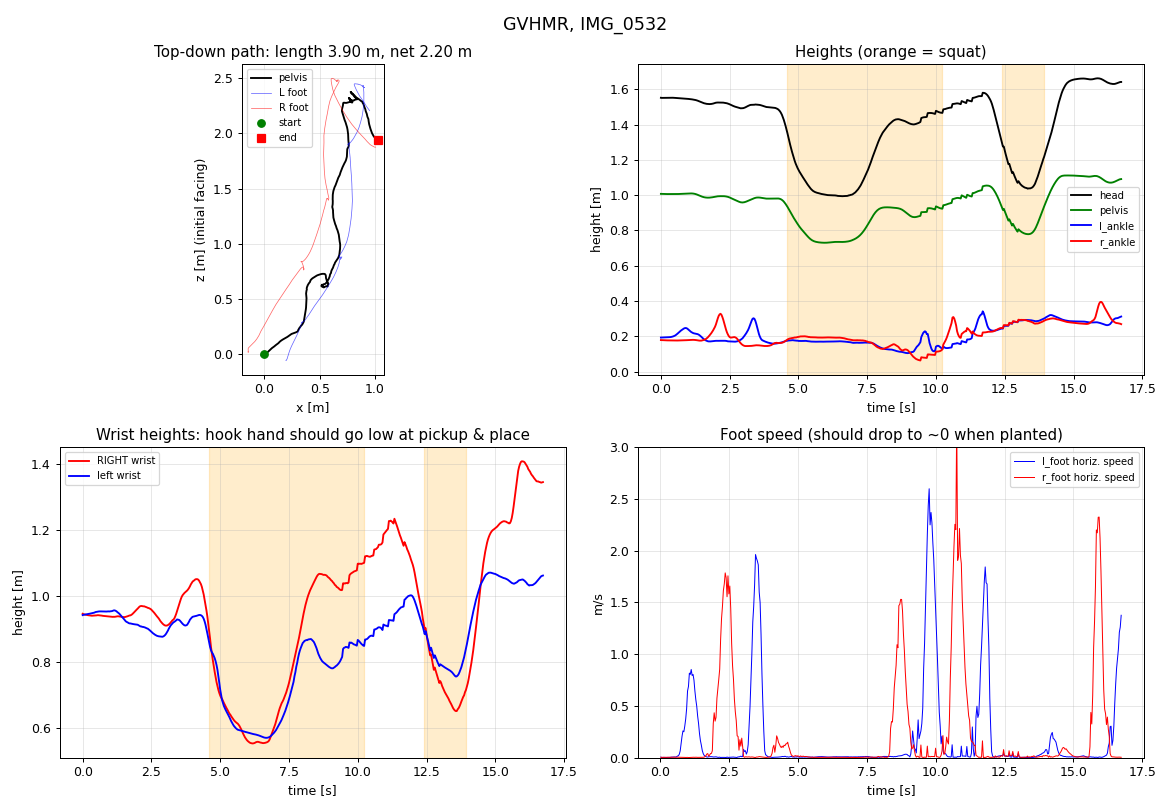 GVHMR, IMG_0532
Top-down path: length 3.90 m, net 2.20 m
2.5
2.0
1.5
1.0
0.5
0.0
z [m] (initial facing)
0.0 0.5 1.0
x [m]
pelvis
L foot
R foot
start
end
Heights (orange = squat)
1.6
1.4
1.2
1.0
0.8
0.6
0.4
0.2
0.0
height [m]
0.0 2.5 5.0 7.5 10.0 12.5 15.0 17.5
time [s]
head
pelvis
l_ankle
r_ankle
Wrist heights: hook hand should go low at pickup & place
1.4
1.2
1.0
0.8
0.6
height [m]
0.0 2.5 5.0 7.5 10.0 12.5 15.0 17.5
time [s]
RIGHT wrist
left wrist
Foot speed (should drop to ~0 when planted)
3.0
2.5
2.0
1.5
1.0
0.5
0.0
m/s
0.0 2.5 5.0 7.5 10.0 12.5 15.0 17.5
time [s]
l_foot horiz. speed
r_foot horiz. speed